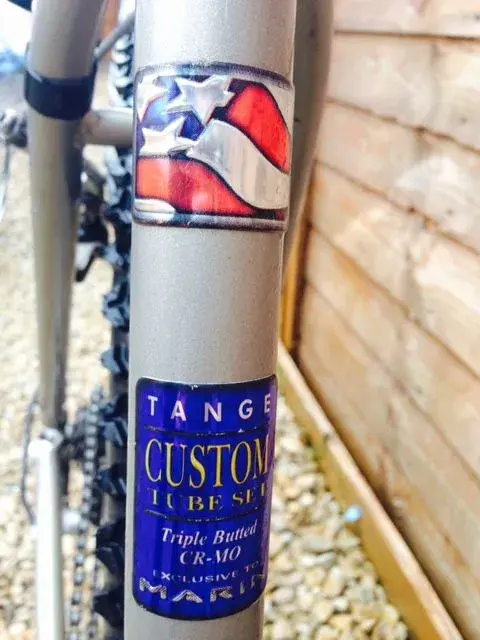 TANGE
CUSTOM
TUBE SET
Triple Butted
CR-MO
EXCLUSIVE TO
MARIN